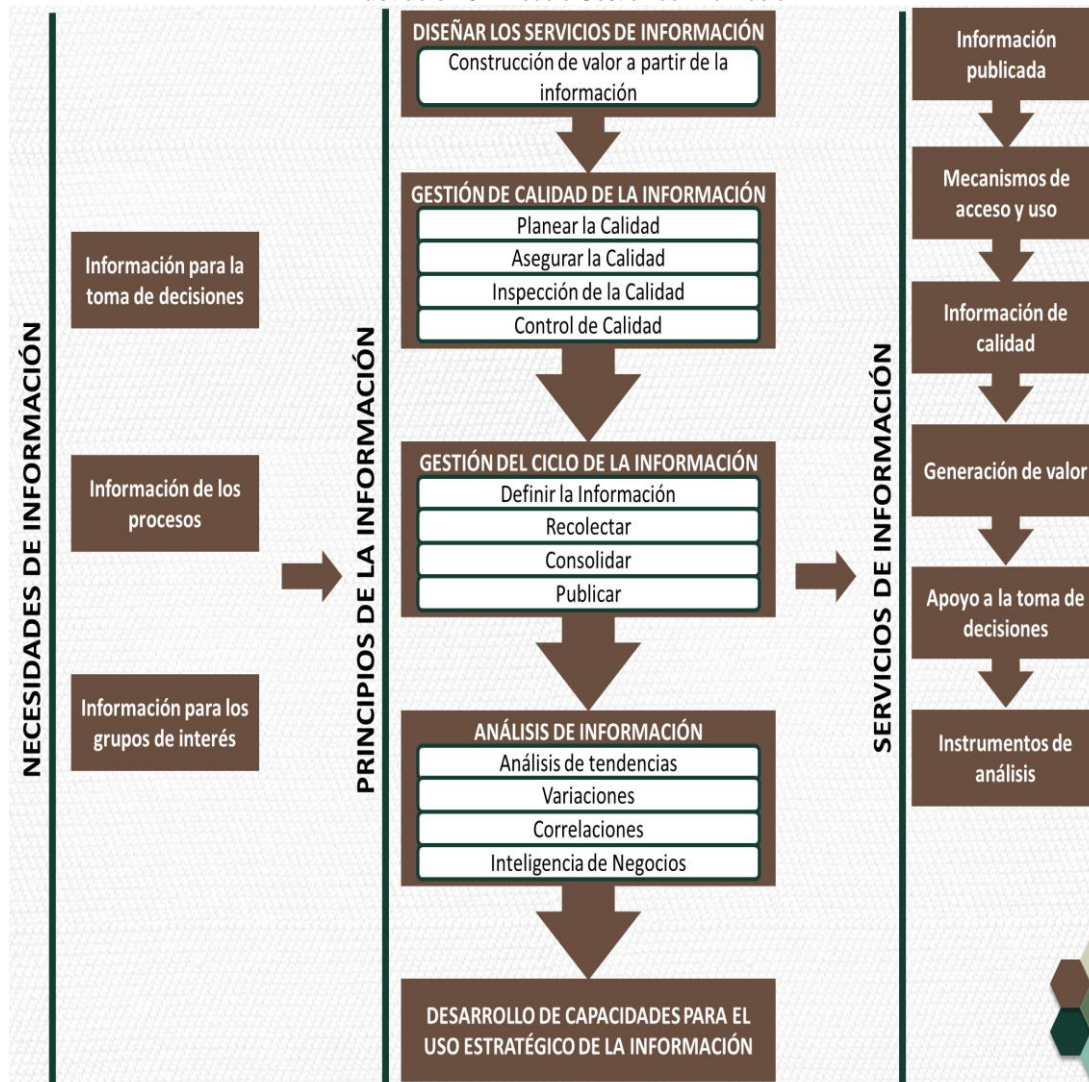 NECESIDADES DE INFORMACIÓN
Información para la
toma de decisiones
Información de los
procesos
Información para los
grupos de interés
PRINCIPIOS DE LA INFORMACIÓN
DISEÑAR LOS SERVICIOS DE INFORMACIÓN
Construcción de valor a partir de la
información
GESTIÓN DE CALIDAD DE LA INFORMACIÓN
Planear la Calidad
Asegurar la Calidad
Inspección de la Calidad
Control de Calidad
GESTIÓN DEL CICLO DE LA INFORMACIÓN
Definir la Información
Recolectar
Consolidar
Publicar
ANÁLISIS DE INFORMACIÓN
Análisis de tendencias
Variaciones
Correlaciones
Inteligencia de Negocios
DESARROLLO DE CAPACIDADES PARA EL
USO ESTRATÉGICO DE LA INFORMACIÓN
SERVICIOS DE INFORMACIÓN
Información
publicada
Mecanismos de
acceso y uso
Información de
calidad
Generación de valor
Apoyo a la toma de
decisiones
Instrumentos de
análisis